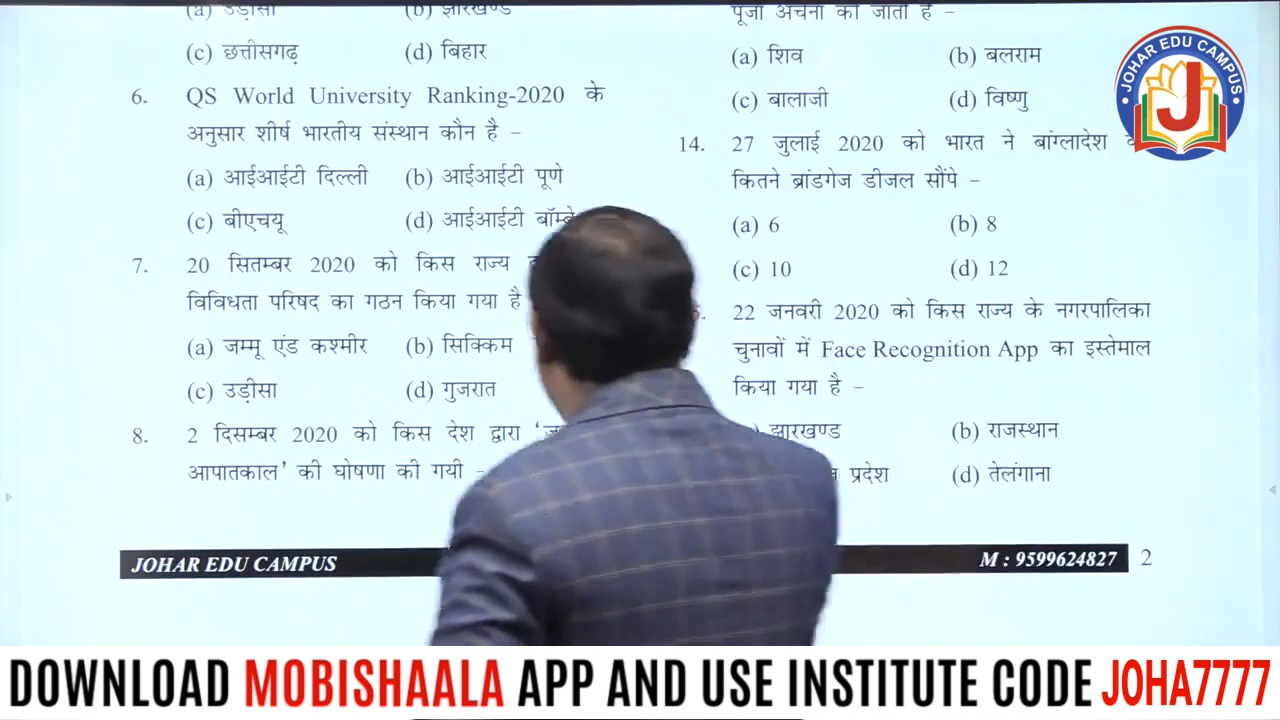 (a) उड़ीसा (b) झारखण्ड
(c) छत्तीसगढ़ (d) बिहार
6. QS World University Ranking-2020 के
अनुसार शीर्ष भारतीय संस्थान कौन है –
(a) आईआईटी दिल्ली (b) आईआईटी पूणे
(c) बीएचयू (d) आईआईटी बॉम्बे
7. 20 सितम्बर 2020 को किस राज्य
विविधता परिषद का गठन किया गया है
(a) जम्मू एंड कश्मीर (b) सिक्किम
(c) उड़ीसा (d) गुजरात
8. 2 दिसम्बर 2020 को किस देश द्वारा
आपातकाल' की घोषणा की गयी –
पूजा अर्चना की जाती है –
(a) शिव (b) बलराम
(c) बालाजी (d) विष्णु
14. 27 जुलाई 2020 को भारत ने बांग्लादेश
कितने ब्रांडगेज डीजल सौंपे –
(a) 6 (b) 8
(c) 10 (d) 12
22 जनवरी 2020 को किस राज्य के नगरपालिका
चुनावों में Face Recognition App का इस्तेमाल
किया गया है –
झारखण्ड (b) राजस्थान
प्रदेश (d) तेलंगाना
JOHAR EDU CAMPUS
M : 9599624827 2
JOHAR EDU CAMPUS
J
DOWNLOAD MOBISHAALA APP AND USE INSTITUTE CODE JOHA7777